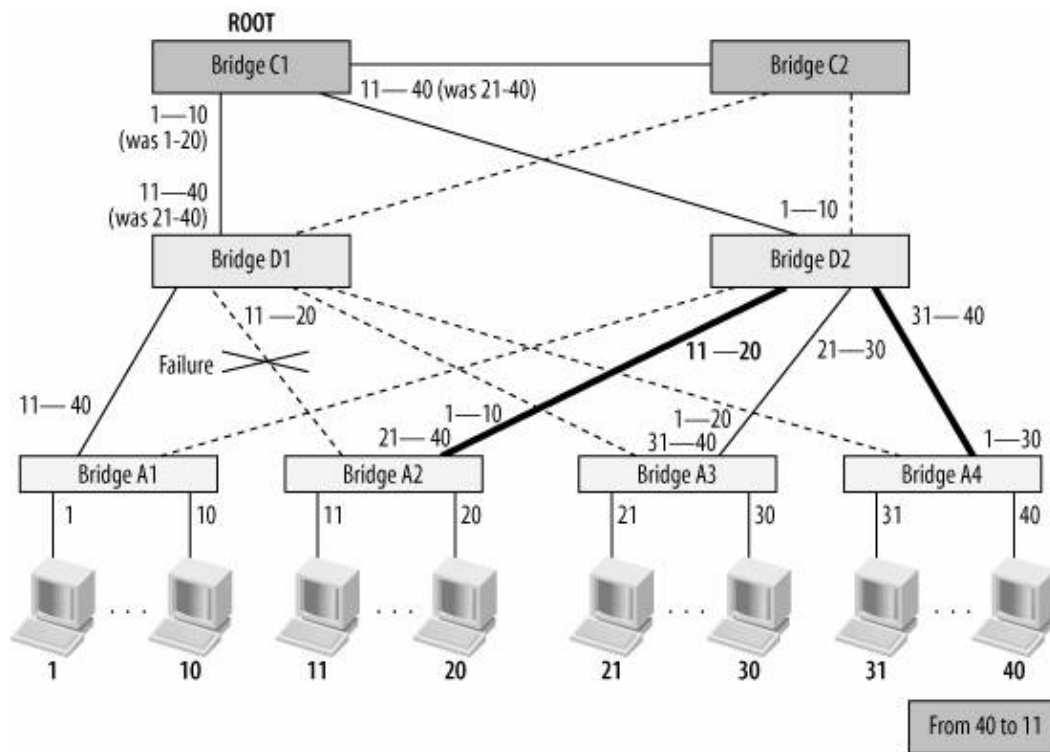 ROOT
Bridge C1
Bridge C2
11— 40 (was 21-40)
1—10
(was 1-20)
11—40
(was 21-40)
1—10
Bridge D1
Bridge D2
11 —20
31— 40
Failure
11 —20
21—30
11— 40
1—10
1—20
21— 40
31—40
1—30
Bridge A1
Bridge A2
Bridge A3
Bridge A4
1
10
11
20
21
30
31
40
. . .
. . .
. . .
. . .
1
10
11
20
21
30
31
40
From 40 to 11